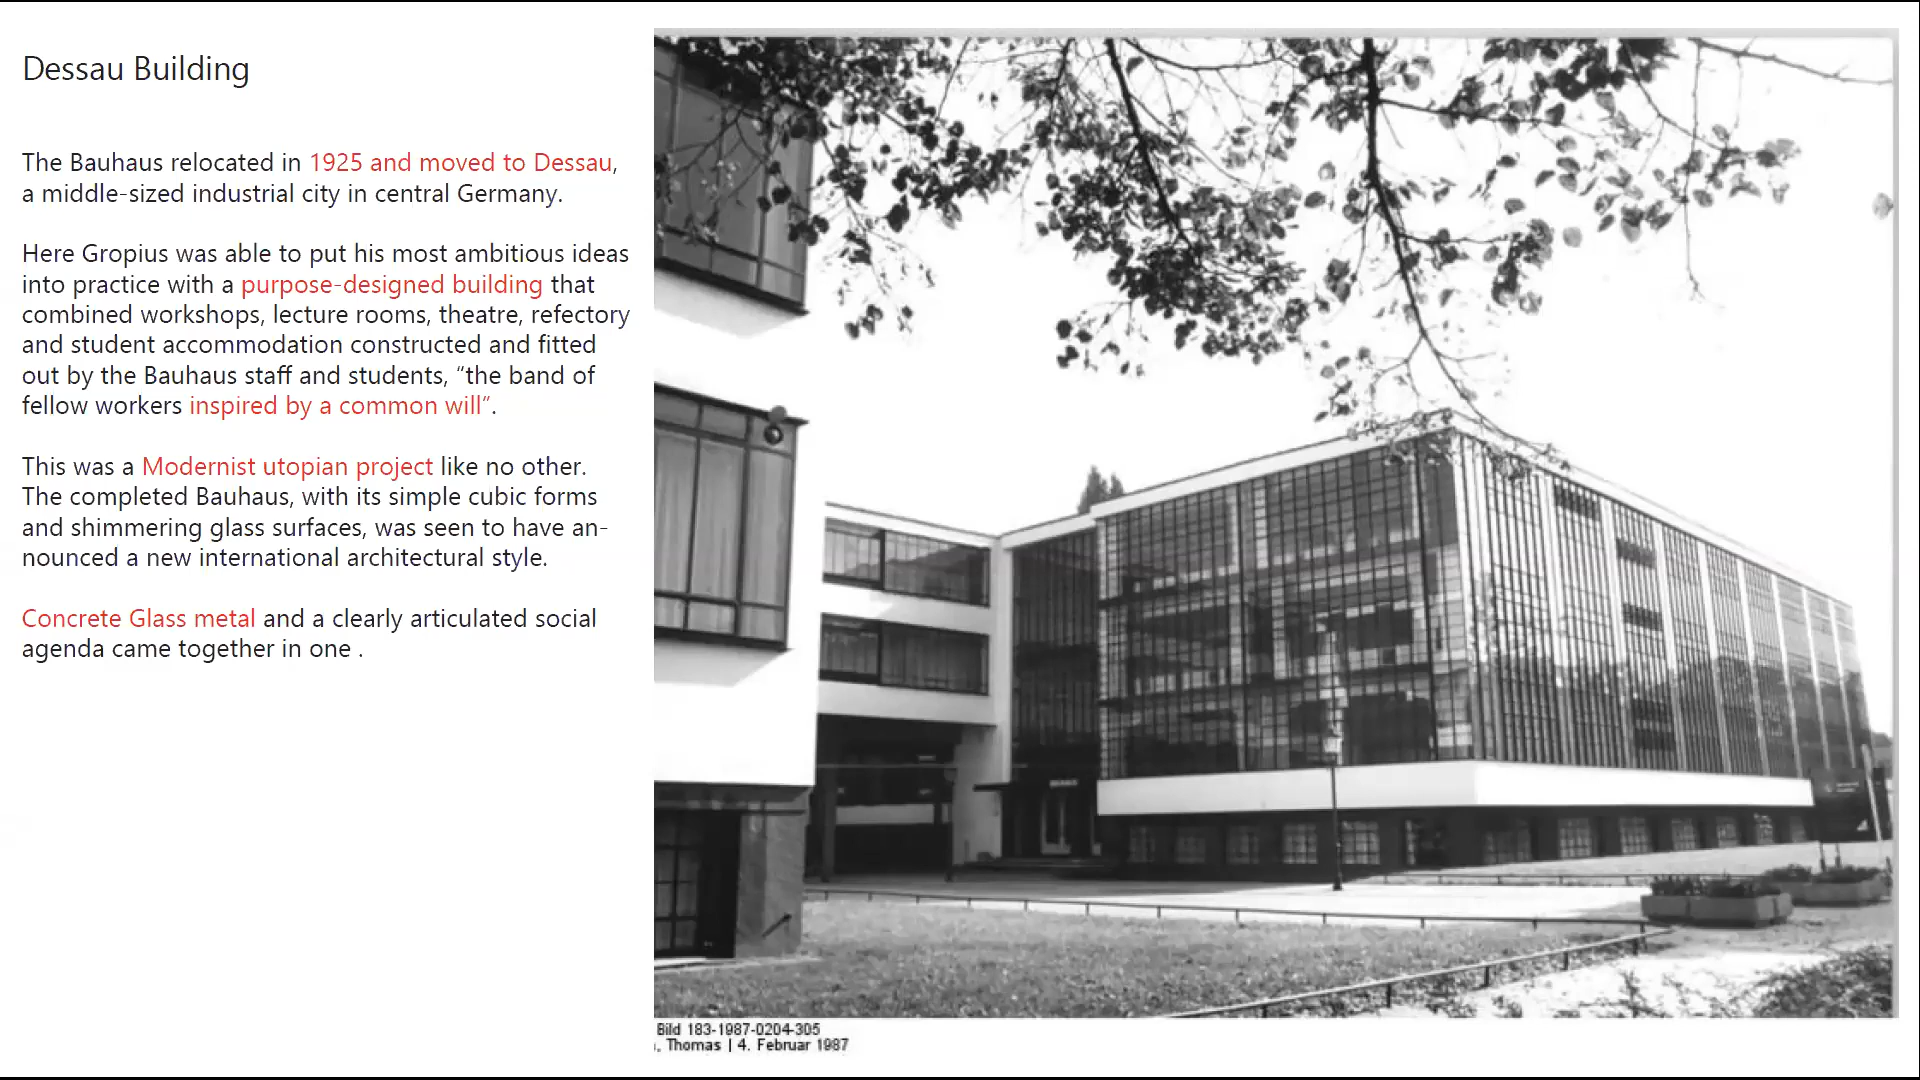 Dessau Building
The Bauhaus relocated in 1925 and moved to Dessau,
a middle-sized industrial city in central Germany.
Here Gropius was able to put his most ambitious ideas
into practice with a purpose-designed building that
combined workshops, lecture rooms, theatre, refectory
and student accommodation constructed and fitted
out by the Bauhaus staff and students, “the band of
fellow workers inspired by a common will”.
This was a Modernist utopian project like no other.
The completed Bauhaus, with its simple cubic forms
and shimmering glass surfaces, was seen to have an-
nounced a new international architectural style.
Concrete Glass metal and a clearly articulated social
agenda came together in one .
Bild 183-1987-0204-305
, Thomas | 4. Februar 1987